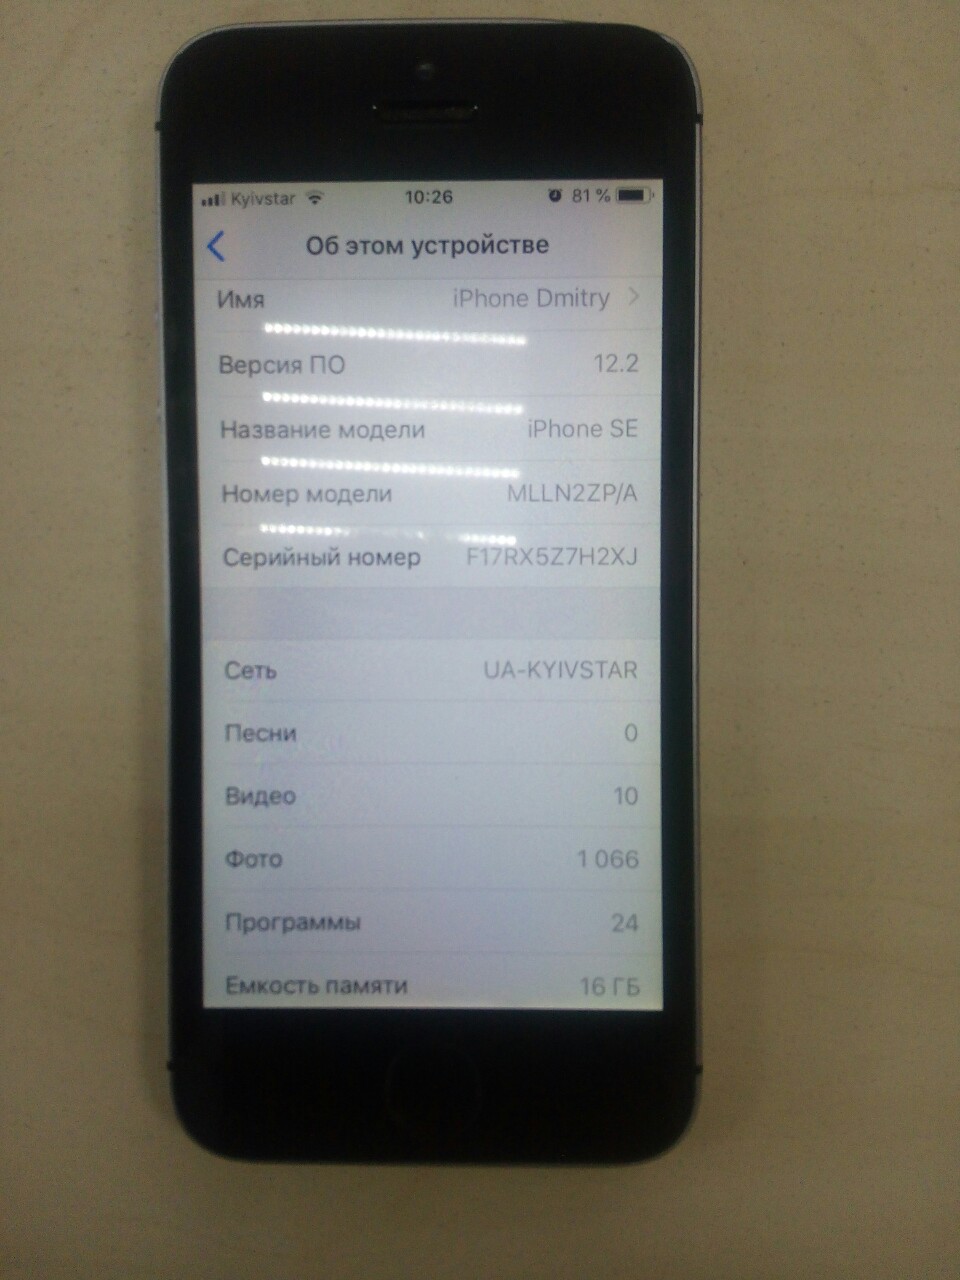 Kyivstar 10:26 81 %
Об этом устройстве
Имя iPhone Dmitry
Версия ПО 12.2
Название модели iPhone SE
Номер модели MLLN2ZP/A
Серийный номер F17RX5Z7H2XJ
Сеть UA-KYIVSTAR
Песни 0
Видео 10
Фото 1 066
Программы 24
Емкость памяти 16 ГБ